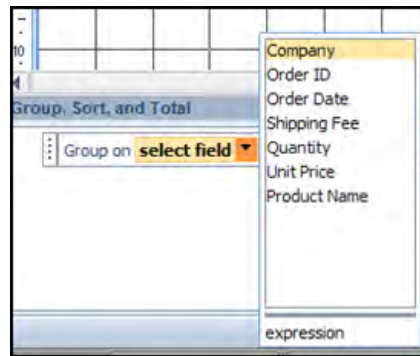 10
Group, Sort, and Total
Group on select field
Company
Order ID
Order Date
Shipping Fee
Quantity
Unit Price
Product Name
expression